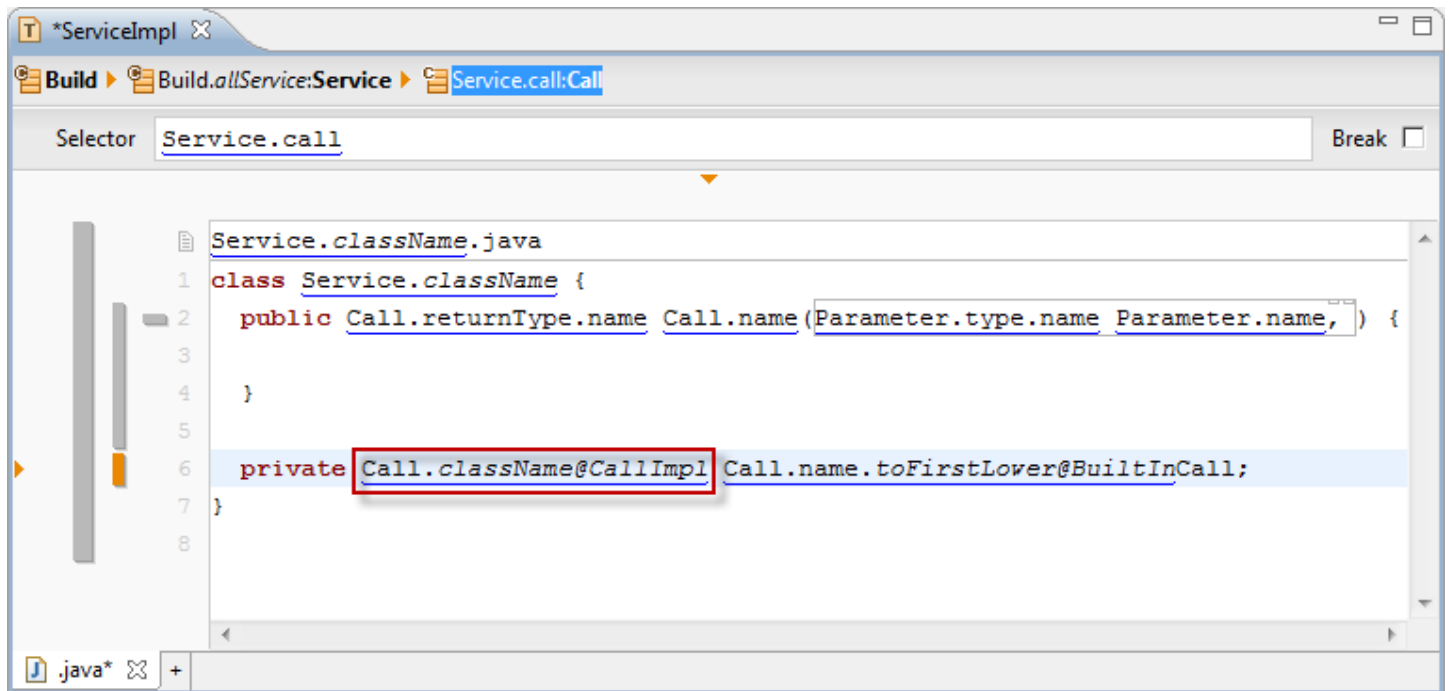 *ServiceImpl
Build Build.allService:Service Service.call:Call
Selector Service.call Break
Service.className.java
1 class Service.className {
2 public Call.returnType.name Call.name(Parameter.type.name Parameter.name, ) {
3
4 }
5
6 private Call.className@CallImpl Call.name.toFirstLower@BuiltInCall;
7 }
8
.java* +